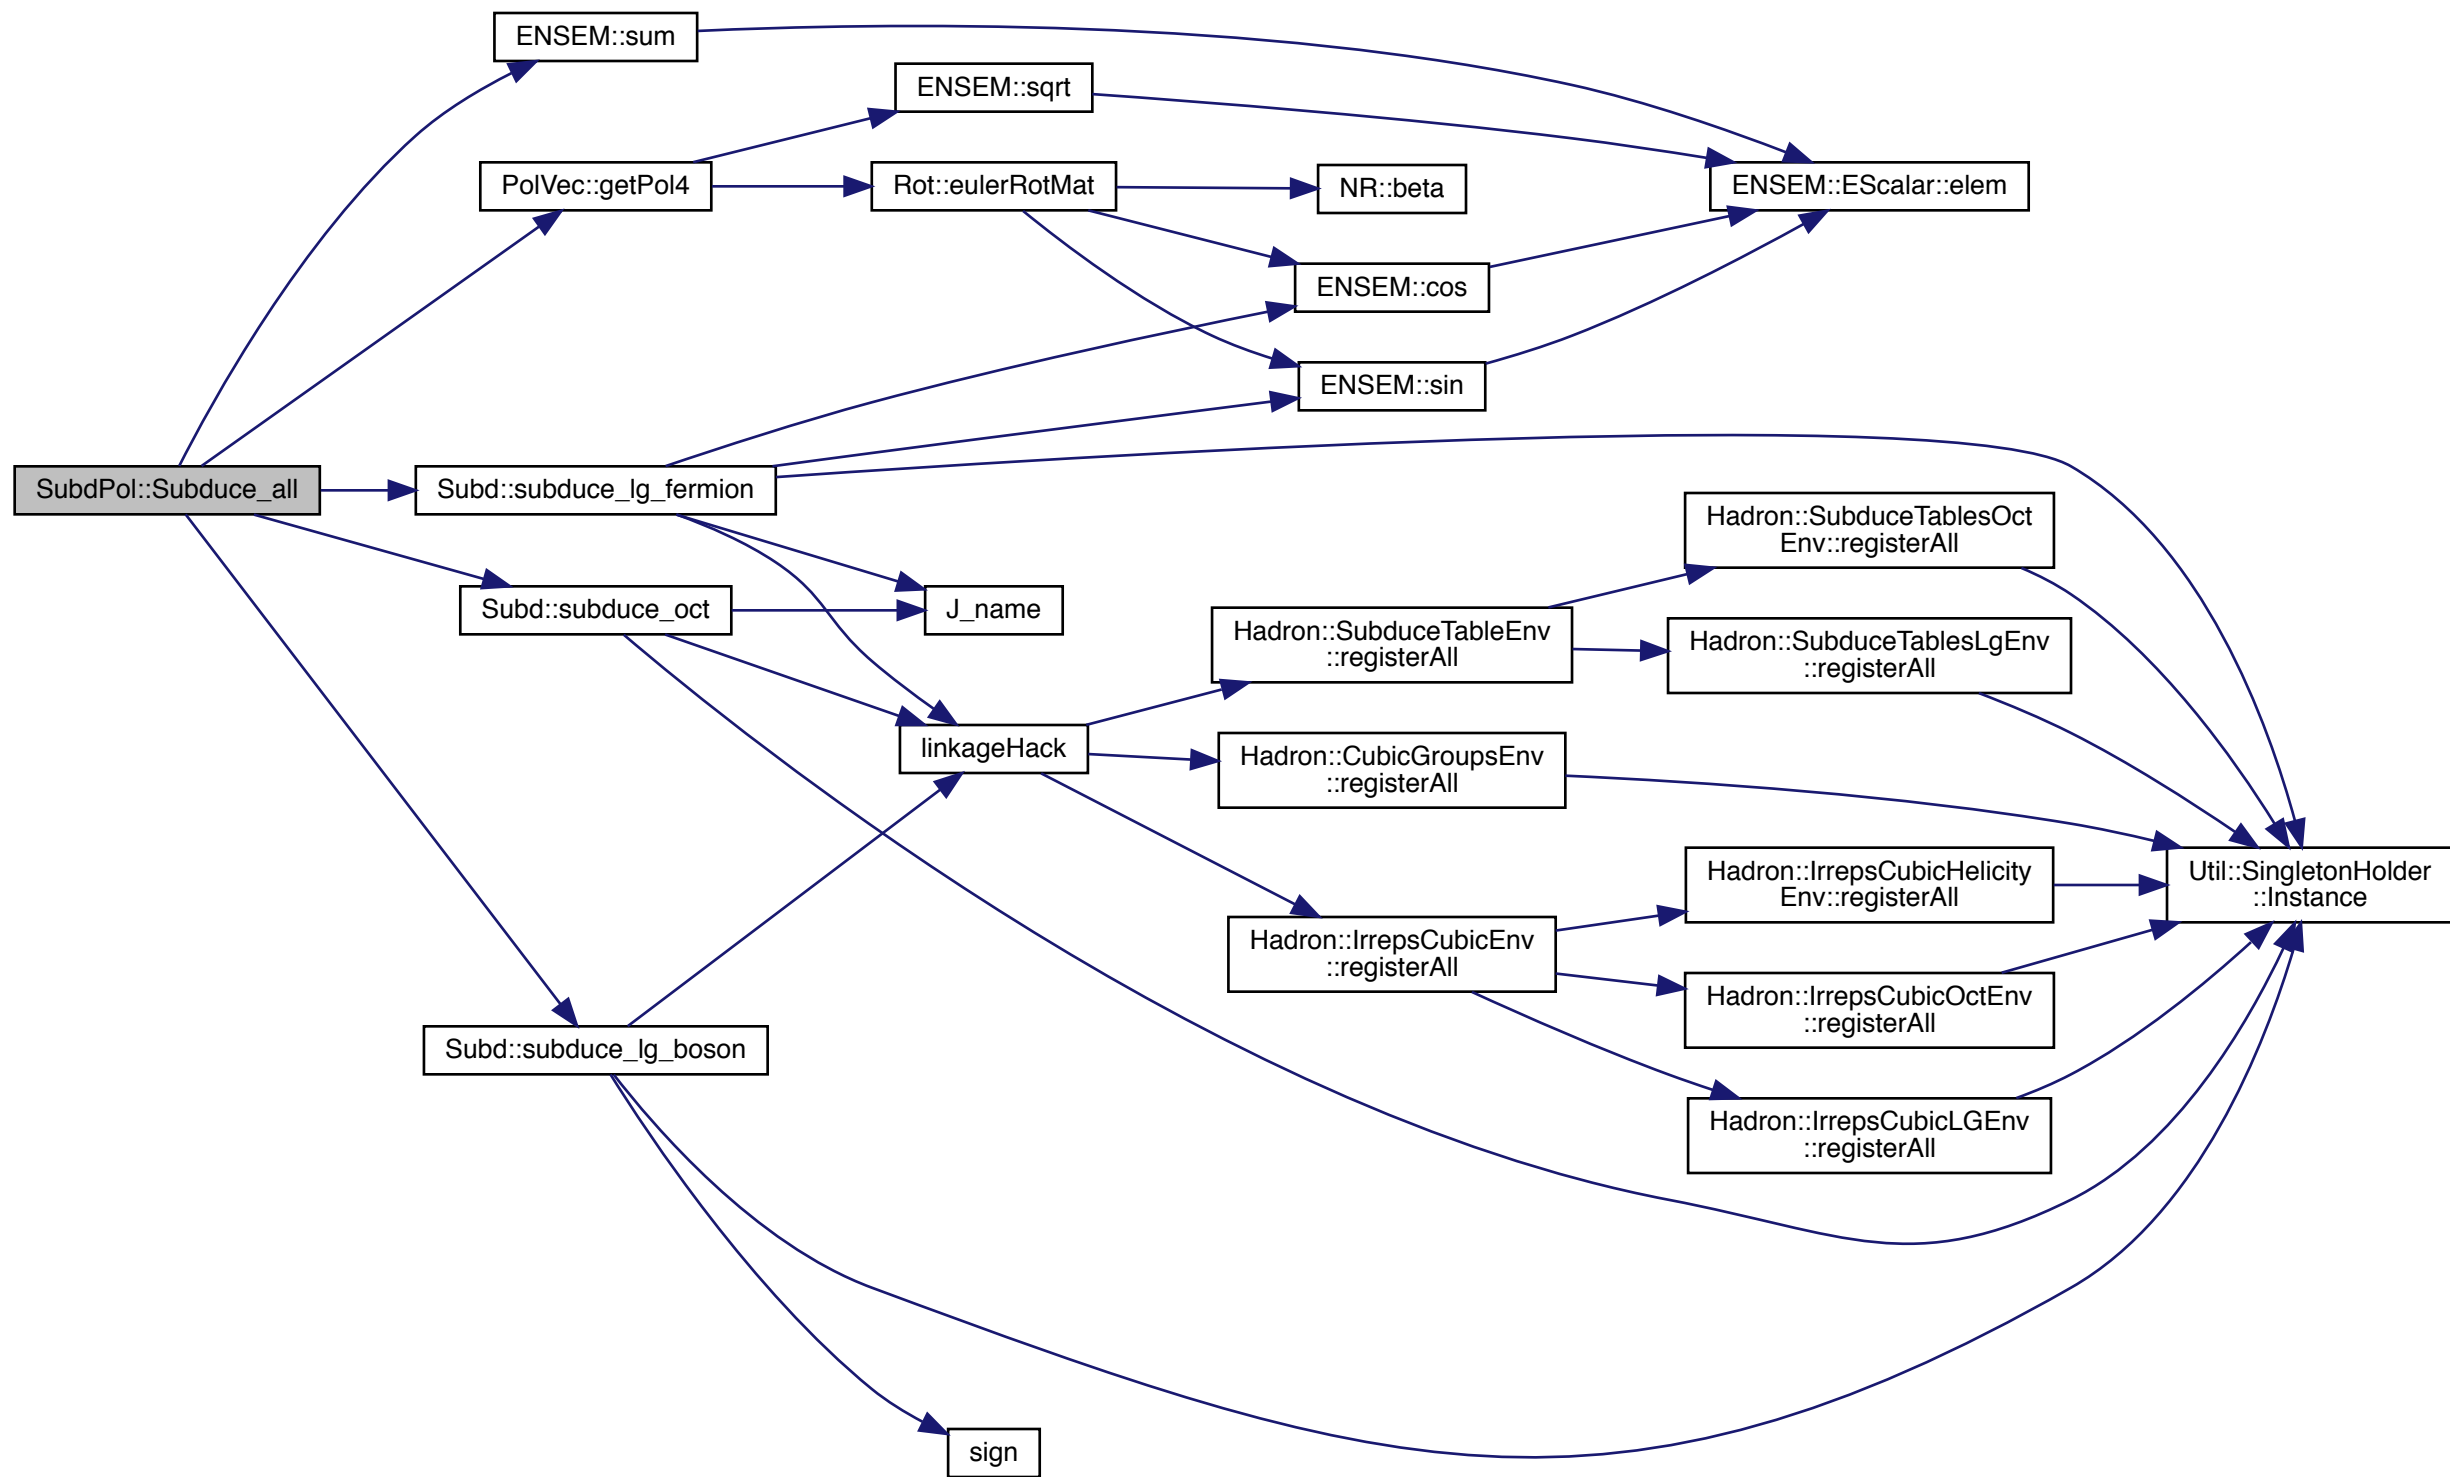 ENSEM::sum
ENSEM::sqrt
PolVec::getPol4
Rot::eulerRotMat
NR::beta
ENSEM::EScalar::elem
ENSEM::cos
ENSEM::sin
SubdPol::Subduce_all
Subd::subduce_lg_fermion
Hadron::SubduceTablesOct
Env::registerAll
Subd::subduce_oct
J_name
Hadron::SubduceTableEnv
::registerAll
Hadron::SubduceTablesLgEnv
::registerAll
linkageHack
Hadron::CubicGroupsEnv
::registerAll
Hadron::IrrepsCubicHelicity
Env::registerAll
Util::SingletonHolder
::Instance
Hadron::IrrepsCubicEnv
::registerAll
Hadron::IrrepsCubicOctEnv
::registerAll
Subd::subduce_lg_boson
Hadron::IrrepsCubicLGEnv
::registerAll
sign